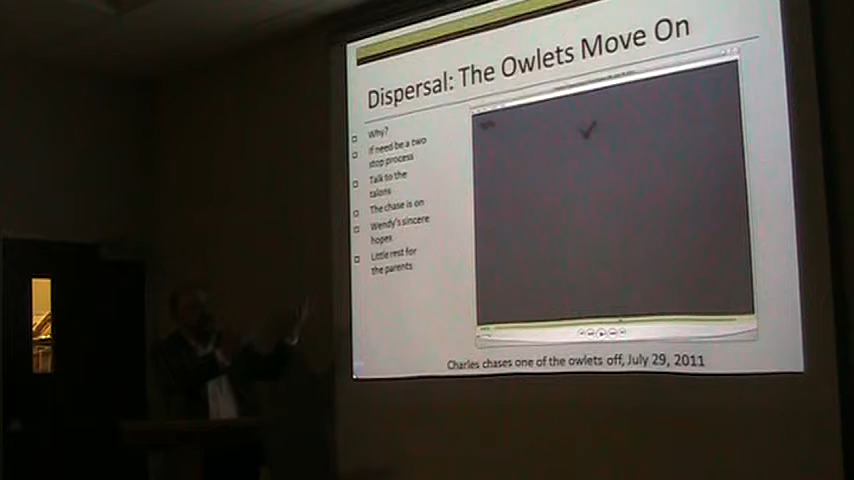 Dispersal: The Owlets Move On
Why?
If need be a two
stop process
Talk to the
talons
The chase is on
Wendy's sincere
hopes
Little rest for
the parents
Charles chases one of the owlets off, July 29, 2011